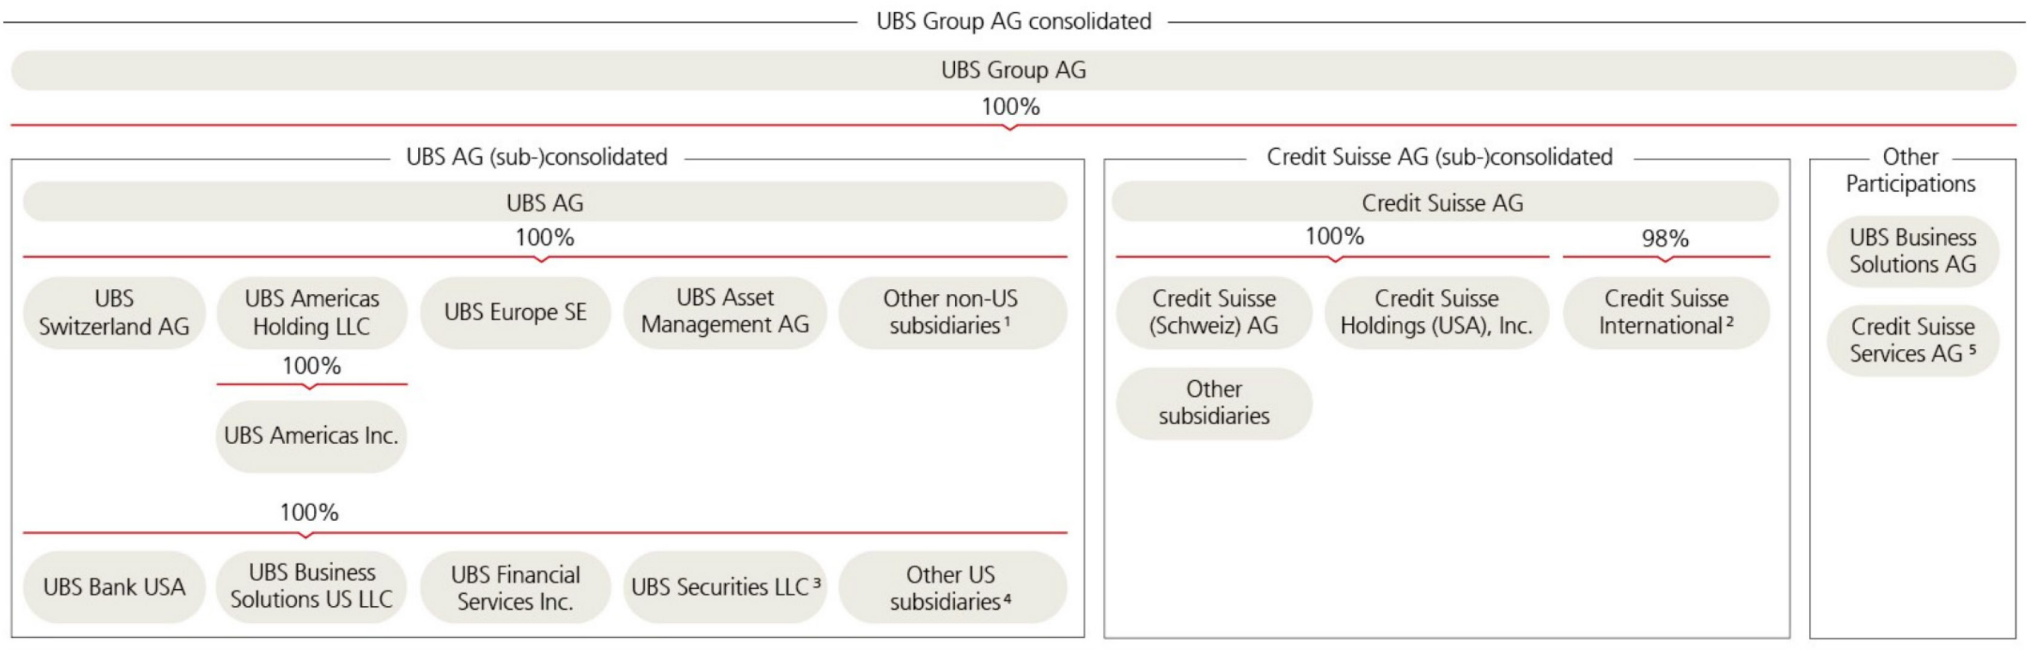 UBS Group AG consolidated
UBS Group AG
100%
UBS AG (sub-)consolidated
UBS AG
100%
UBS
Switzerland AG
UBS Americas
Holding LLC
UBS Europe SE
UBS Asset
Management AG
Other non-US
subsidiaries ¹
100%
UBS Americas Inc.
100%
UBS Bank USA
UBS Business
Solutions US LLC
UBS Financial
Services Inc.
UBS Securities LLC ³
Other US
subsidiaries ⁴
Credit Suisse AG (sub-)consolidated
Credit Suisse AG
100%
98%
Credit Suisse
(Schweiz) AG
Credit Suisse
Holdings (USA), Inc.
Credit Suisse
International ²
Other
subsidiaries
Other
Participations
UBS Business
Solutions AG
Credit Suisse
Services AG ⁵